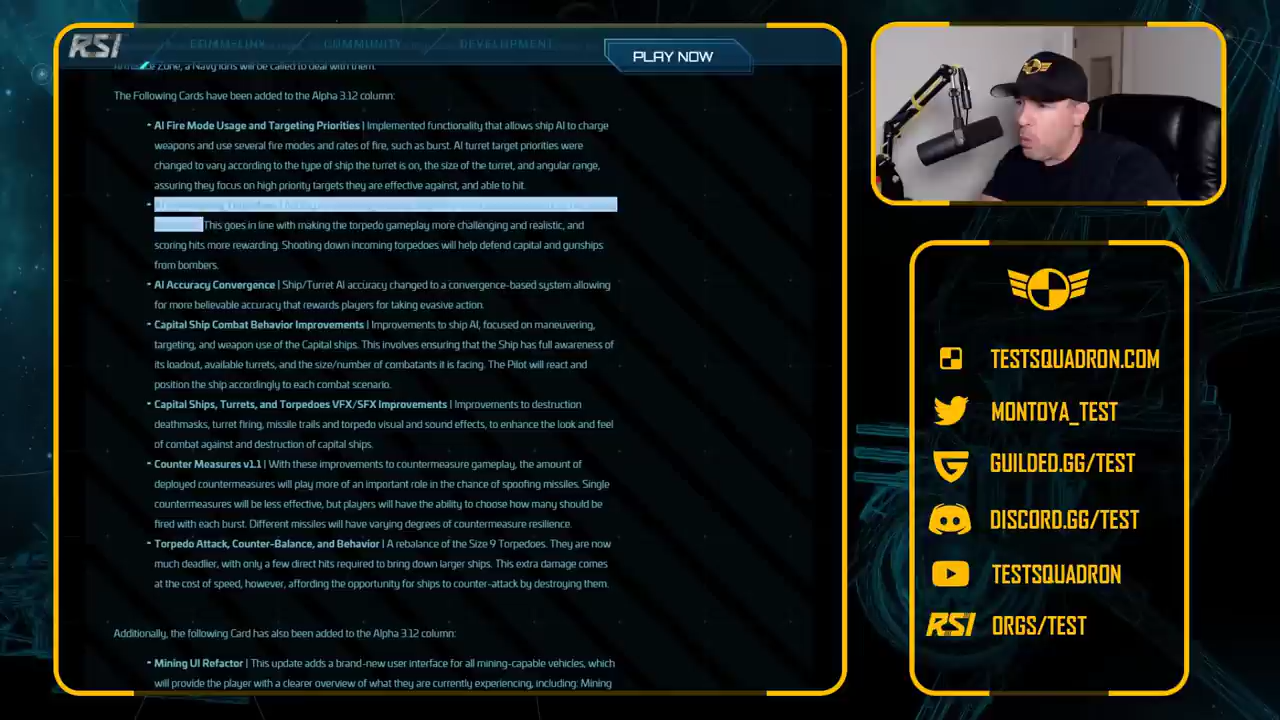 RSI
COMM-LINK
COMMUNITY
DEVELOPMENT
PLAY NOW
Zone, a Navy ions will be called to deal with them.
The Following Cards have been added to the Alpha 3.12 column:
- AI Fire Mode Usage and Targeting Priorities | Implemented functionality that allows ship AI to charge
weapons and use several fire modes and rates of fire, such as burst. AI turret target priorities were
changed to vary according to the type of ship the turret is on, the size of the turret, and angular range,
assuring they focus on high priority targets they are effective against, and able to hit.
This goes in line with making the torpedo gameplay more challenging and realistic, and
scoring hits more rewarding. Shooting down incoming torpedoes will help defend capital and gunships
from bombers.
- AI Accuracy Convergence | Ship/Turret AI accuracy changed to a convergence-based system allowing
for more believable accuracy that rewards players for taking evasive action.
- Capital Ship Combat Behavior Improvements | Improvements to ship AI, focused on maneuvering,
targeting, and weapon use of the Capital ships. This involves ensuring that the Ship has full awareness of
its loadout, available turrets, and the size/number of combatants it is facing. The Pilot will react and
position the ship accordingly to each combat scenario.
- Capital Ships, Turrets, and Torpedoes VFX/SFX Improvements | Improvements to destruction
deathmasks, turret firing, missile trails and torpedo visual and sound effects, to enhance the look and feel
of combat against and destruction of capital ships.
- Counter Measures v1.1 | With these improvements to countermeasure gameplay, the amount of
deployed countermeasures will play more of an important role in the chance of spoofing missiles. Single
countermeasures will be less effective, but players will have the ability to choose how many should be
fired with each burst. Different missiles will have varying degrees of countermeasure resilience.
- Torpedo Attack, Counter-Balance, and Behavior | A rebalance of the Size 9 Torpedoes. They are now
much deadlier, with only a few direct hits required to bring down larger ships. This extra damage comes
at the cost of speed, however, affording the opportunity for ships to counter-attack by destroying them.
Additionally, the following Card has also been added to the Alpha 3.12 column:
- Mining UI Refactor | This update adds a brand-new user interface for all mining-capable vehicles, which
will provide the player with a clearer overview of what they are currently experiencing, including: Mining
TESTSQUADRON.COM
MONTOYA_TEST
GUILDED.GG/TEST
DISCORD.GG/TEST
TESTSQUADRON
RSI ORGS/TEST